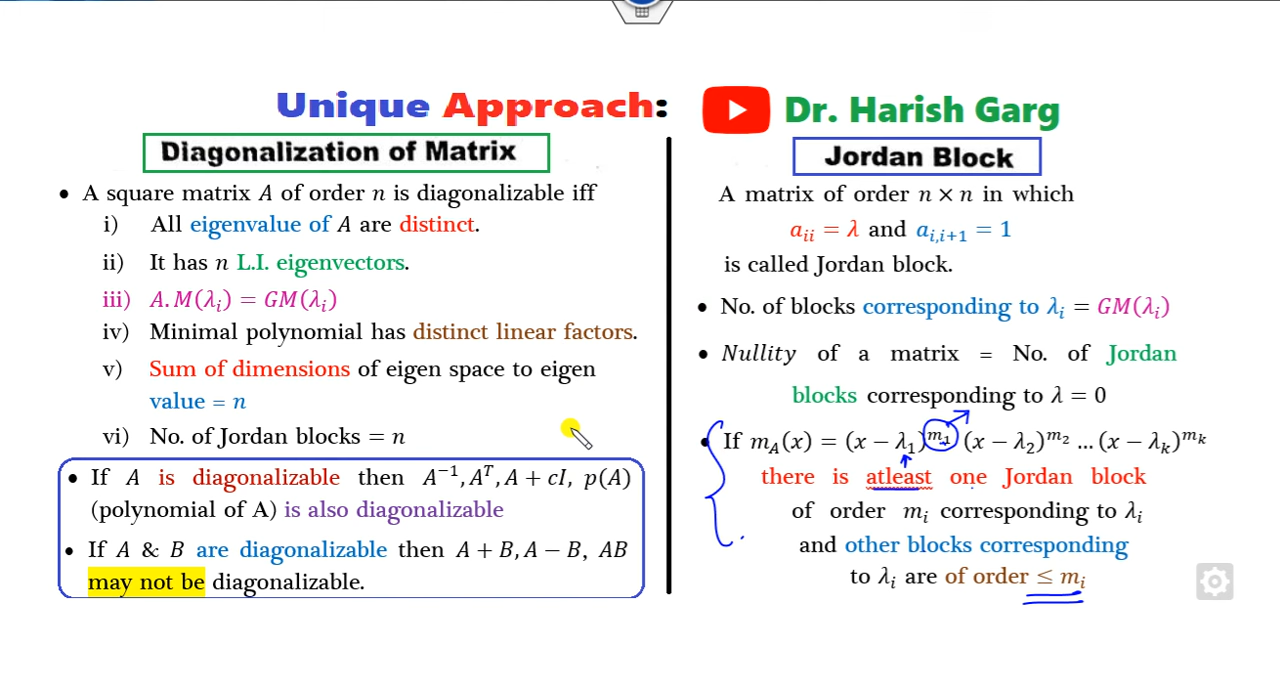 Unique Approach:
Dr. Harish Garg
Diagonalization of Matrix
• A square matrix A of order n is diagonalizable iff
i) All eigenvalue of A are distinct.
ii) It has n L.I. eigenvectors.
iii) A.M(λᵢ) = GM(λᵢ)
iv) Minimal polynomial has distinct linear factors.
v) Sum of dimensions of eigen space to eigen
value = n
vi) No. of Jordan blocks = n
• If A is diagonalizable then A⁻¹, Aᵀ, A + cI, p(A)
(polynomial of A) is also diagonalizable
• If A & B are diagonalizable then A + B, A − B, AB
may not be diagonalizable.
Jordan Block
A matrix of order n × n in which
aᵢᵢ = λ and aᵢ,ᵢ₊₁ = 1
is called Jordan block.
• No. of blocks corresponding to λᵢ = GM(λᵢ)
• Nullity of a matrix = No. of Jordan
blocks corresponding to λ = 0
• If m_A(x) = (x − λ₁)^m₁ (x − λ₂)^m₂ … (x − λₖ)^mₖ
there is atleast one Jordan block
of order mᵢ corresponding to λᵢ
and other blocks corresponding
to λᵢ are of order ≤ mᵢ